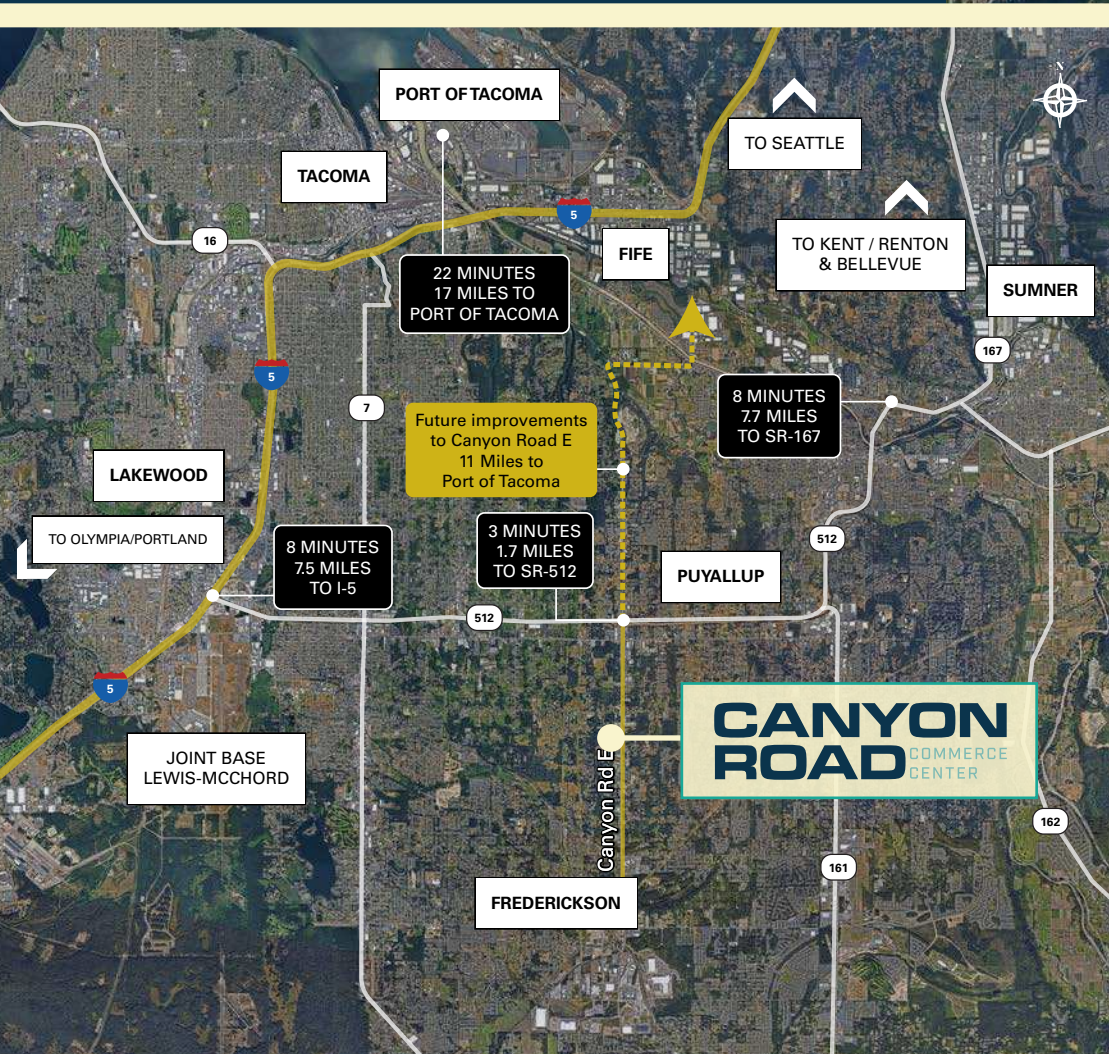 N
PORT OF TACOMA
TO SEATTLE
TACOMA
5
16
FIFE
TO KENT / RENTON
& BELLEVUE
22 MINUTES
17 MILES TO
PORT OF TACOMA
SUMNER
167
5
7
8 MINUTES
7.7 MILES
TO SR-167
Future improvements
to Canyon Road E
11 Miles to
Port of Tacoma
LAKEWOOD
TO OLYMPIA/PORTLAND
8 MINUTES
7.5 MILES
TO I-5
3 MINUTES
1.7 MILES
TO SR-512
512
PUYALLUP
512
5
CANYON
ROAD COMMERCE
CENTER
JOINT BASE
LEWIS-MCCHORD
Canyon Rd E
162
161
FREDERICKSON